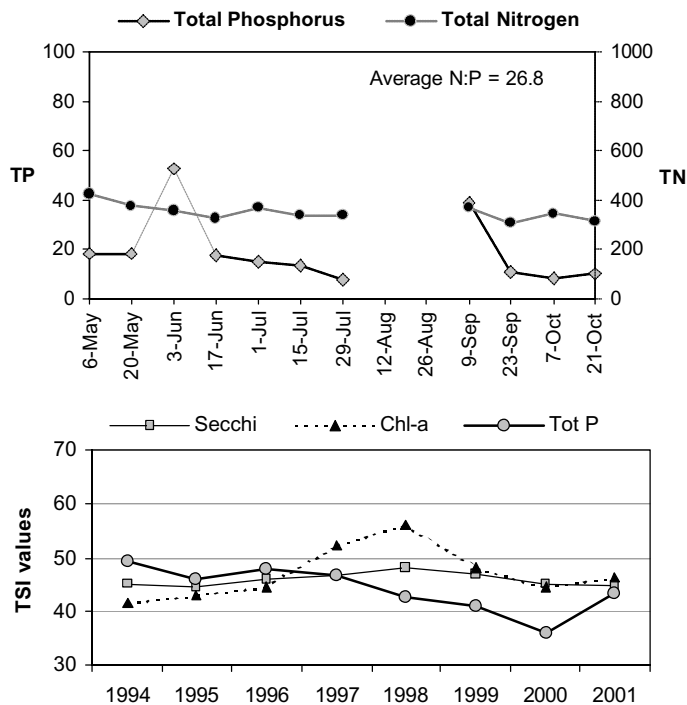 Total Phosphorus Total Nitrogen
100 1000
Average N:P = 26.8
80 800
60 600
TP TN
40 400
20 200
0 0
6-May 20-May 3-Jun 17-Jun 1-Jul 15-Jul 29-Jul 12-Aug 26-Aug 9-Sep 23-Sep 7-Oct 21-Oct
Secchi Chl-a Tot P
70
60
TSI values
50
40
30
1994 1995 1996 1997 1998 1999 2000 2001